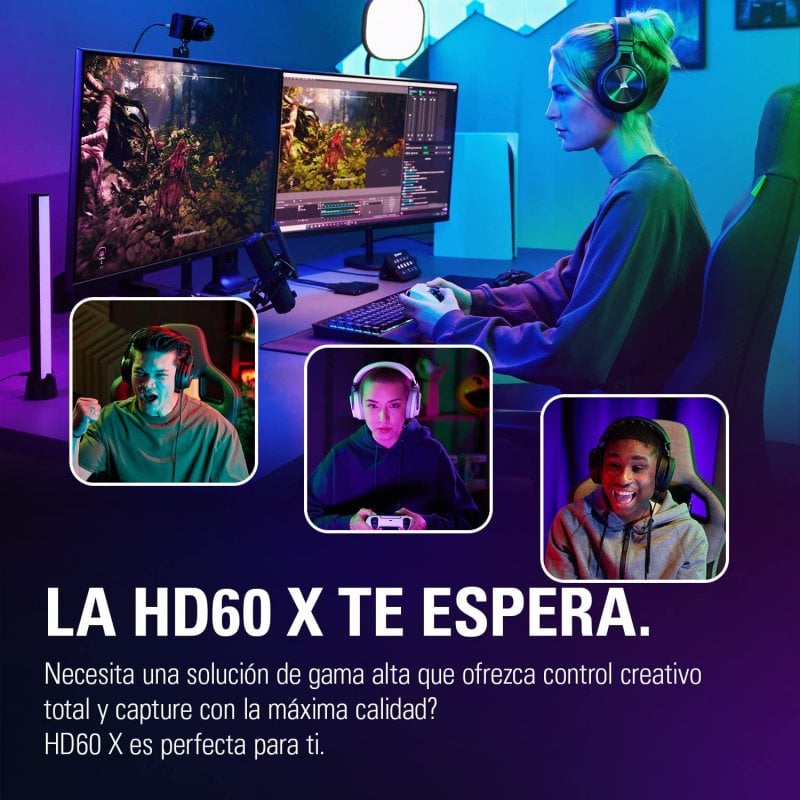 LA HD60 X TE ESPERA.
Necesita una solución de gama alta que ofrezca control creativo
total y capture con la máxima calidad?
HD60 X es perfecta para ti.